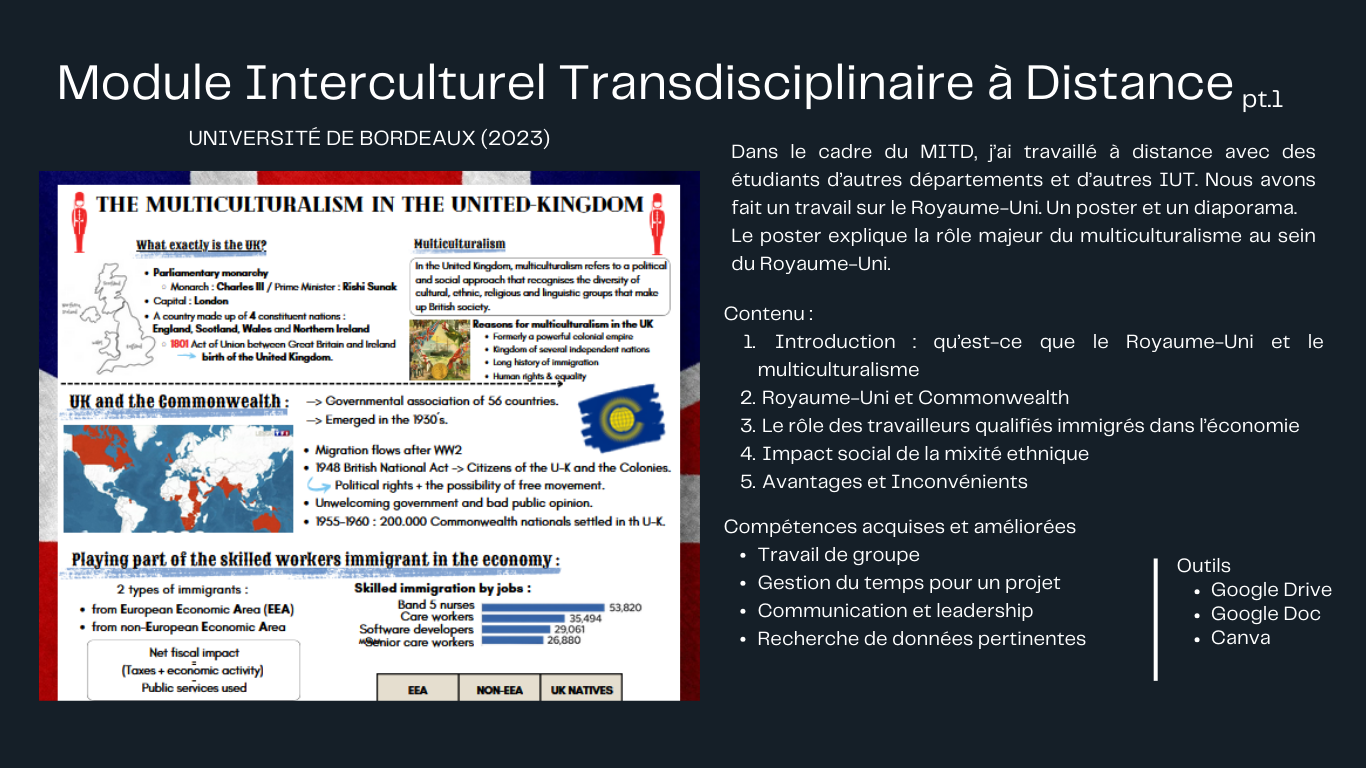 Module Interculturel Transdisciplinaire à Distance pt.1
UNIVERSITÉ DE BORDEAUX (2023)
THE MULTICULTURALISM IN THE UNITED-KINGDOM
What exactly is the UK?
• Parliamentary monarchy
○ Monarch : Charles III / Prime Minister : Rishi Sunak
• Capital : London
• A country made up of 4 constituent nations :
England, Scotland, Wales and Northern Ireland
○ 1801 Act of Union between Great Britain and Ireland
birth of the United Kingdom.
Multiculturalism
In the United Kingdom, multiculturalism refers to a political
and social approach that recognises the diversity of
cultural, ethnic, religious and linguistic groups that make
up British society.
Reasons for multiculturalism in the UK
• Formerly a powerful colonial empire
• Kingdom of several independent nations
• Long history of immigration
• Human rights & equality
UK and the Commonwealth :
--> Governmental association of 56 countries.
--> Emerged in the 1930's.
• Migration flows after WW2
• 1948 British National Act -> Citizens of the U-K and the Colonies.
Political rights + the possibility of free movement.
• Unwelcoming government and bad public opinion.
• 1955-1960 : 200.000 Commonwealth nationals settled in th U-K.
Playing part of the skilled workers immigrant in the economy :
2 types of immigrants :
• from European Economic Area (EEA)
• from non-European Economic Area
Net fiscal impact
=
(Taxes + economic activity)
-
Public services used
Skilled immigration by jobs :
Band 5 nurses 53,820
Care workers 35,494
Software developers 29,061
Senior care workers 26,880
EEA NON-EEA UK NATIVES
Dans le cadre du MITD, j'ai travaillé à distance avec des
étudiants d'autres départements et d'autres IUT. Nous avons
fait un travail sur le Royaume-Uni. Un poster et un diaporama.
Le poster explique la rôle majeur du multiculturalisme au sein
du Royaume-Uni.
Contenu :
1. Introduction : qu'est-ce que le Royaume-Uni et le
multiculturalisme
2. Royaume-Uni et Commonwealth
3. Le rôle des travailleurs qualifiés immigrés dans l'économie
4. Impact social de la mixité ethnique
5. Avantages et Inconvénients
Compétences acquises et améliorées
• Travail de groupe
• Gestion du temps pour un projet
• Communication et leadership
• Recherche de données pertinentes
Outils
• Google Drive
• Google Doc
• Canva